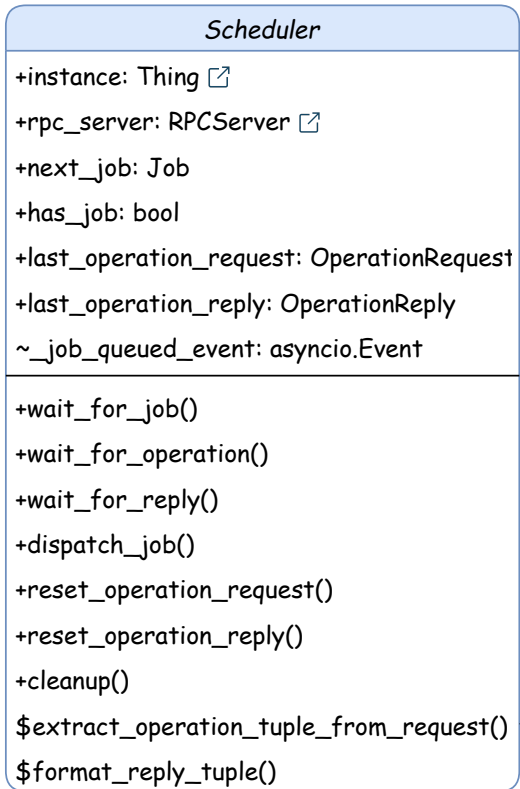 Scheduler
+instance: Thing
+rpc_server: RPCServer
+next_job: Job
+has_job: bool
+last_operation_request: OperationRequest
+last_operation_reply: OperationReply
~_job_queued_event: asyncio.Event
+wait_for_job()
+wait_for_operation()
+wait_for_reply()
+dispatch_job()
+reset_operation_request()
+reset_operation_reply()
+cleanup()
$extract_operation_tuple_from_request()
$format_reply_tuple()